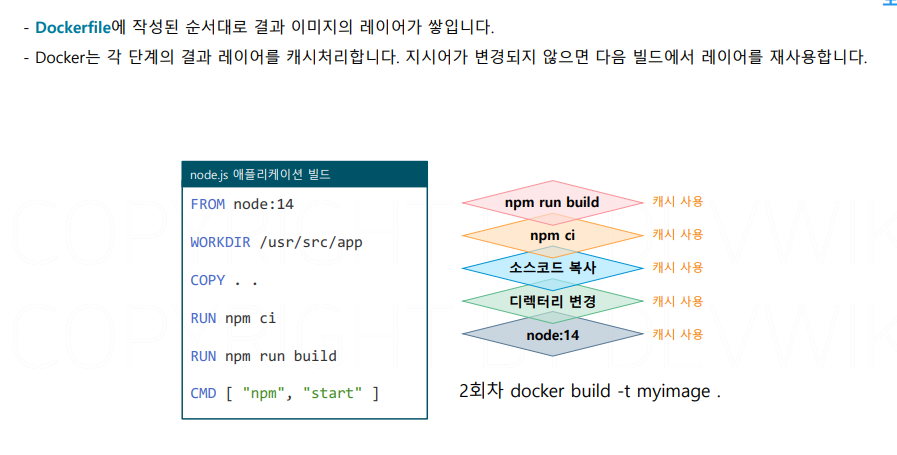 - Dockerfile에 작성된 순서대로 결과 이미지의 레이어가 쌓입니다.
- Docker는 각 단계의 결과 레이어를 캐시처리합니다. 지시어가 변경되지 않으면 다음 빌드에서 레이어를 재사용합니다.
node.js 애플리케이션 빌드
FROM node:14
WORKDIR /usr/src/app
COPY . .
RUN npm ci
RUN npm run build
CMD [ "npm", "start" ]
npm run build 캐시 사용
npm ci 캐시 사용
소스코드 복사 캐시 사용
디렉터리 변경 캐시 사용
node:14 캐시 사용
2회차 docker build -t myimage .